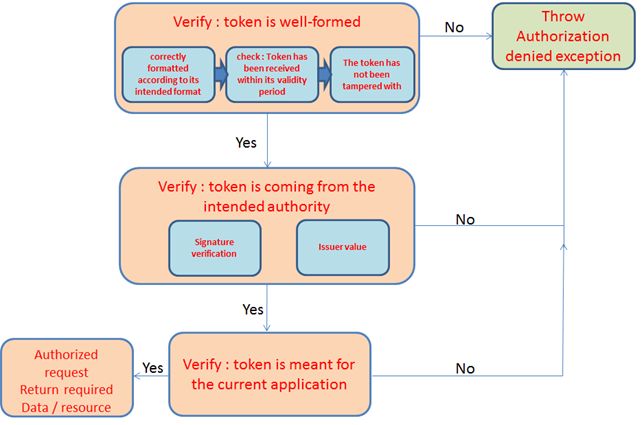 Verify : token is well-formed
correctly
formatted
according to its
intended format
check : Token has
been received
within its validity
period
The token has
not been
tampered with
No
Throw
Authorization
denied exception
Yes
Verify : token is coming from the
intended authority
Signature
verification
Issuer value
No
Yes
Verify : token is meant for
the current application
No
Yes
Authorized
request
Return required
Data / resource